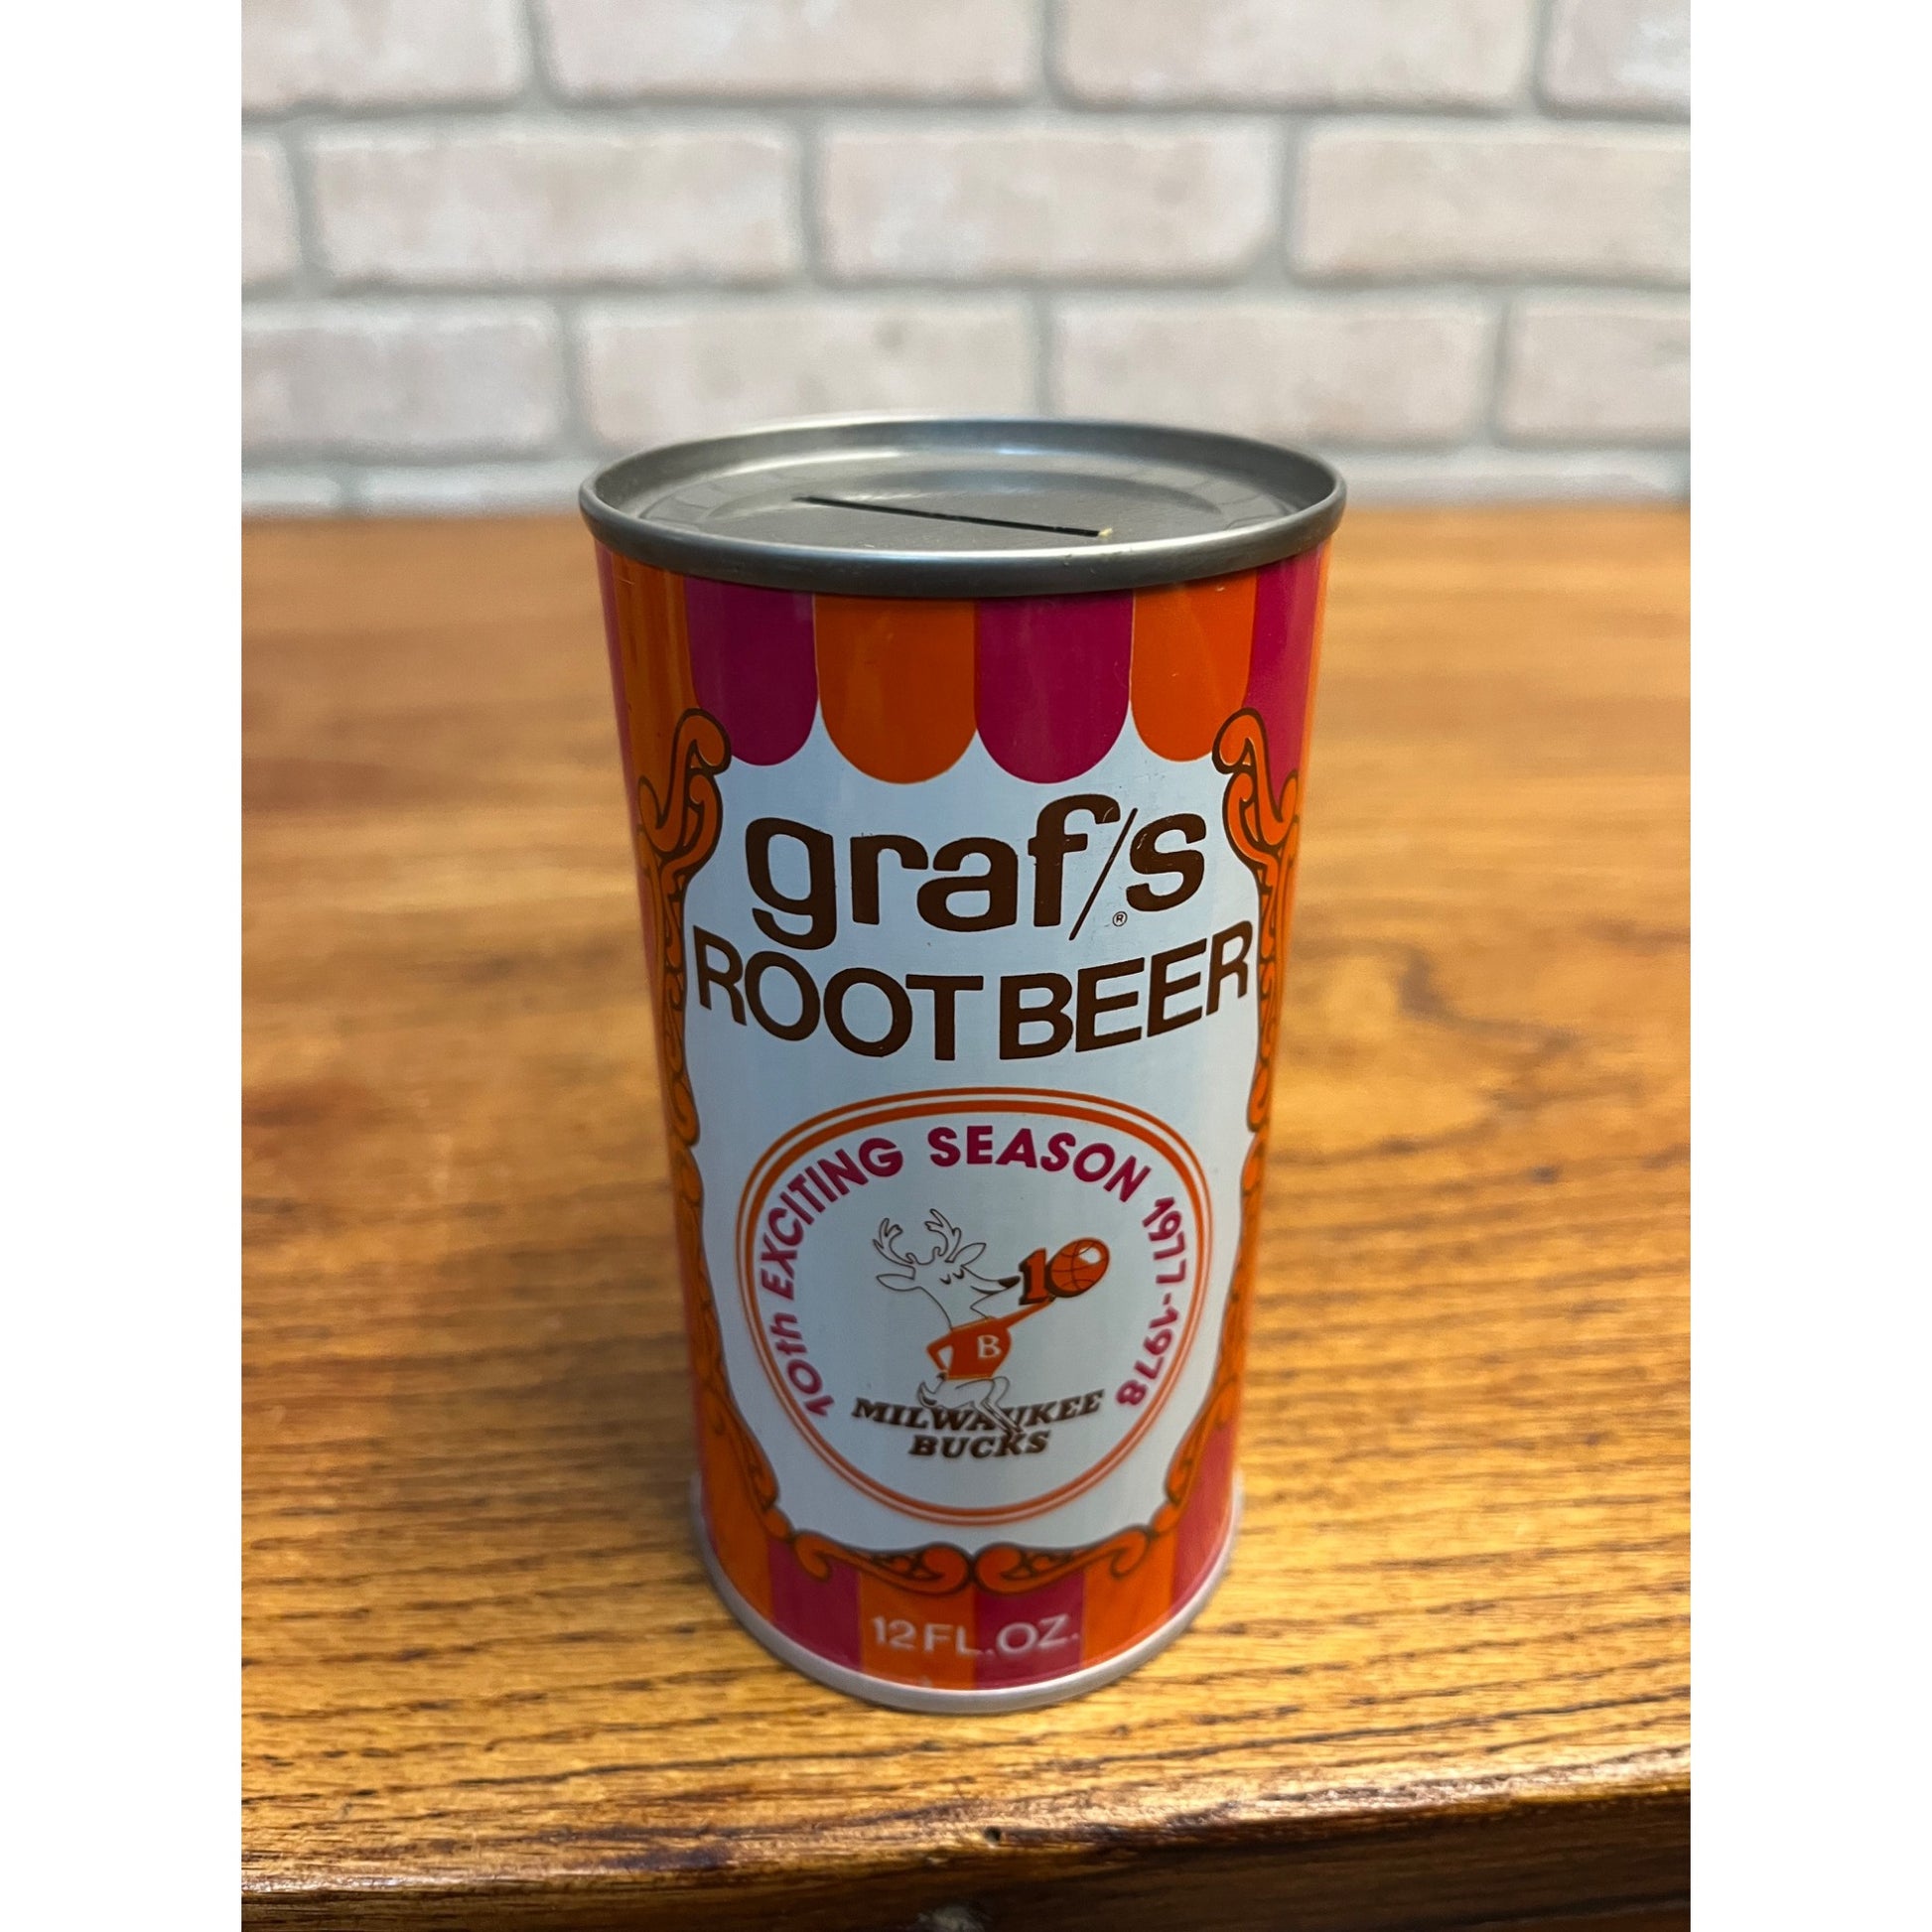 graf's®
ROOT BEER
10th EXCITING SEASON 1977-1978
10
B
MILWAUKEE
BUCKS
12 FL. OZ.